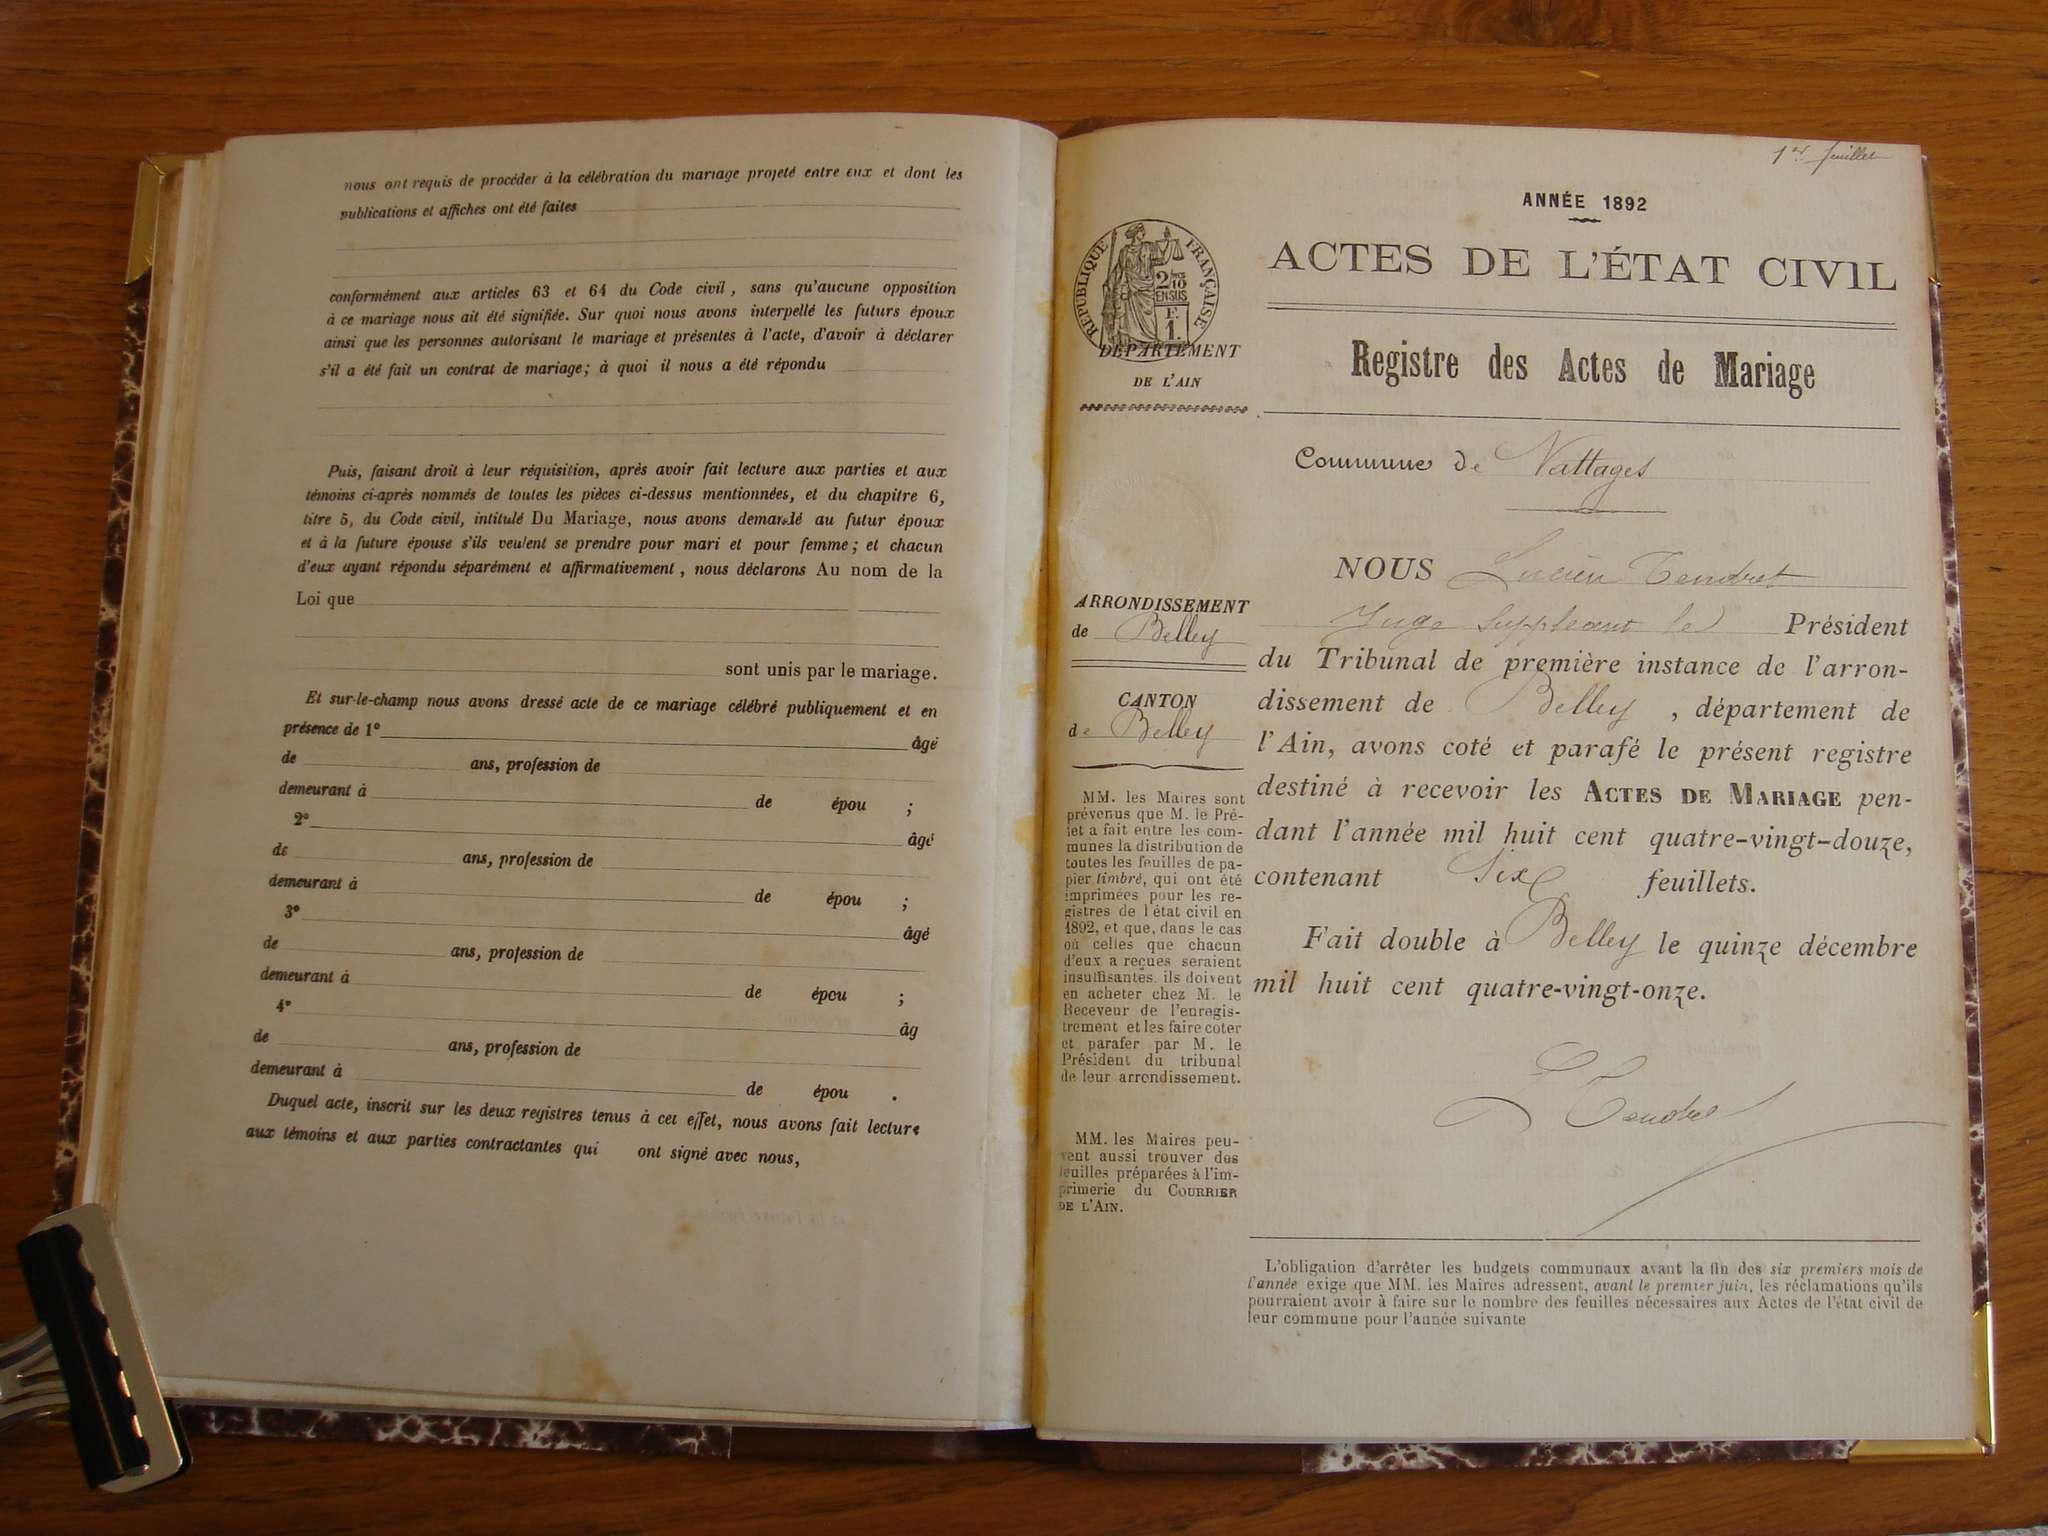 nous ont requis de procéder à la célébration du mariage projeté entre eux et dont les
publications et affiches ont été faites
conformément aux articles 63 et 64 du Code civil, sans qu'aucune opposition
à ce mariage nous ait été signifiée. Sur quoi nous avons interpellé les futurs époux
ainsi que les personnes autorisant le mariage et présentes à l'acte, d'avoir à déclarer
s'il a été fait un contrat de mariage; à quoi il nous a été répondu
Puis, faisant droit à leur réquisition, après avoir fait lecture aux parties et aux
témoins ci-après nommés de toutes les pièces ci-dessus mentionnées, et du chapitre 6,
titre 5, du Code civil, intitulé Du Mariage, nous avons demandé au futur époux
et à la future épouse s'ils veulent se prendre pour mari et pour femme; et chacun
d'eux ayant répondu séparément et affirmativement, nous déclarons Au nom de la
Loi que
sont unis par le mariage.
Et sur-le-champ nous avons dressé acte de ce mariage célébré publiquement et en
présence de 1° âgé
de ans, profession de
demeurant à de épou ;
2° âgé
de ans, profession de
demeurant à de épou ;
3° âgé
de ans, profession de
demeurant à de épou ;
4° âg
de ans, profession de
demeurant à de épou .
Duquel acte, inscrit sur les deux registres tenus à cet effet, nous avons fait lecture
aux témoins et aux parties contractantes qui ont signé avec nous,
1er feuillet
ANNÉE 1892
ACTES DE L'ÉTAT CIVIL
Registre des Actes de Mariage
RÉPUBLIQUE FRANÇAISE
2/10
EN SUS
F.
1.
DÉPARTEMENT
DE L'AIN
Commune de Nattages
ARRONDISSEMENT
de Belley
CANTON
de Belley
MM. les Maires sont
prévenus que M. le Pré-
fet a fait entre les com-
munes la distribution de
toutes les feuilles de pa-
pier timbré, qui ont été
imprimées pour les re-
gistres de l'état civil en
1892, et que, dans le cas
où celles que chacun
d'eux a reçues seraient
insuffisantes, ils doivent
en acheter chez M. le
Receveur de l'enregis-
trement et les faire coter
et parafer par M. le
Président du tribunal
de leur arrondissement.
MM. les Maires peu-
vent aussi trouver des
feuilles préparées à l'im-
primerie du COURRIER
DE L'AIN.
NOUS Lucien Tendret
Juge suppléant le Président
du Tribunal de première instance de l'arron-
dissement de Belley, département de
l'Ain, avons coté et parafé le présent registre
destiné à recevoir les ACTES DE MARIAGE pen-
dant l'année mil huit cent quatre-vingt-douze,
contenant Six feuillets.
Fait double à Belley le quinze décembre
mil huit cent quatre-vingt-onze.
L Tendret
L'obligation d'arrêter les budgets communaux avant la fin des six premiers mois de
l'année exige que MM. les Maires adressent, avant le premier juin, les réclamations qu'ils
pourraient avoir à faire sur le nombre des feuilles nécessaires aux Actes de l'état civil de
leur commune pour l'année suivante